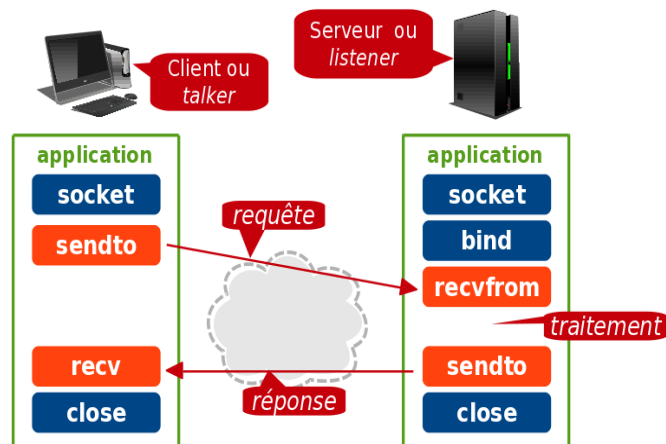 Client ou
talker
Serveur ou
listener
application
socket
sendto
recv
close
requête
réponse
application
socket
bind
recvfrom
traitement
sendto
close